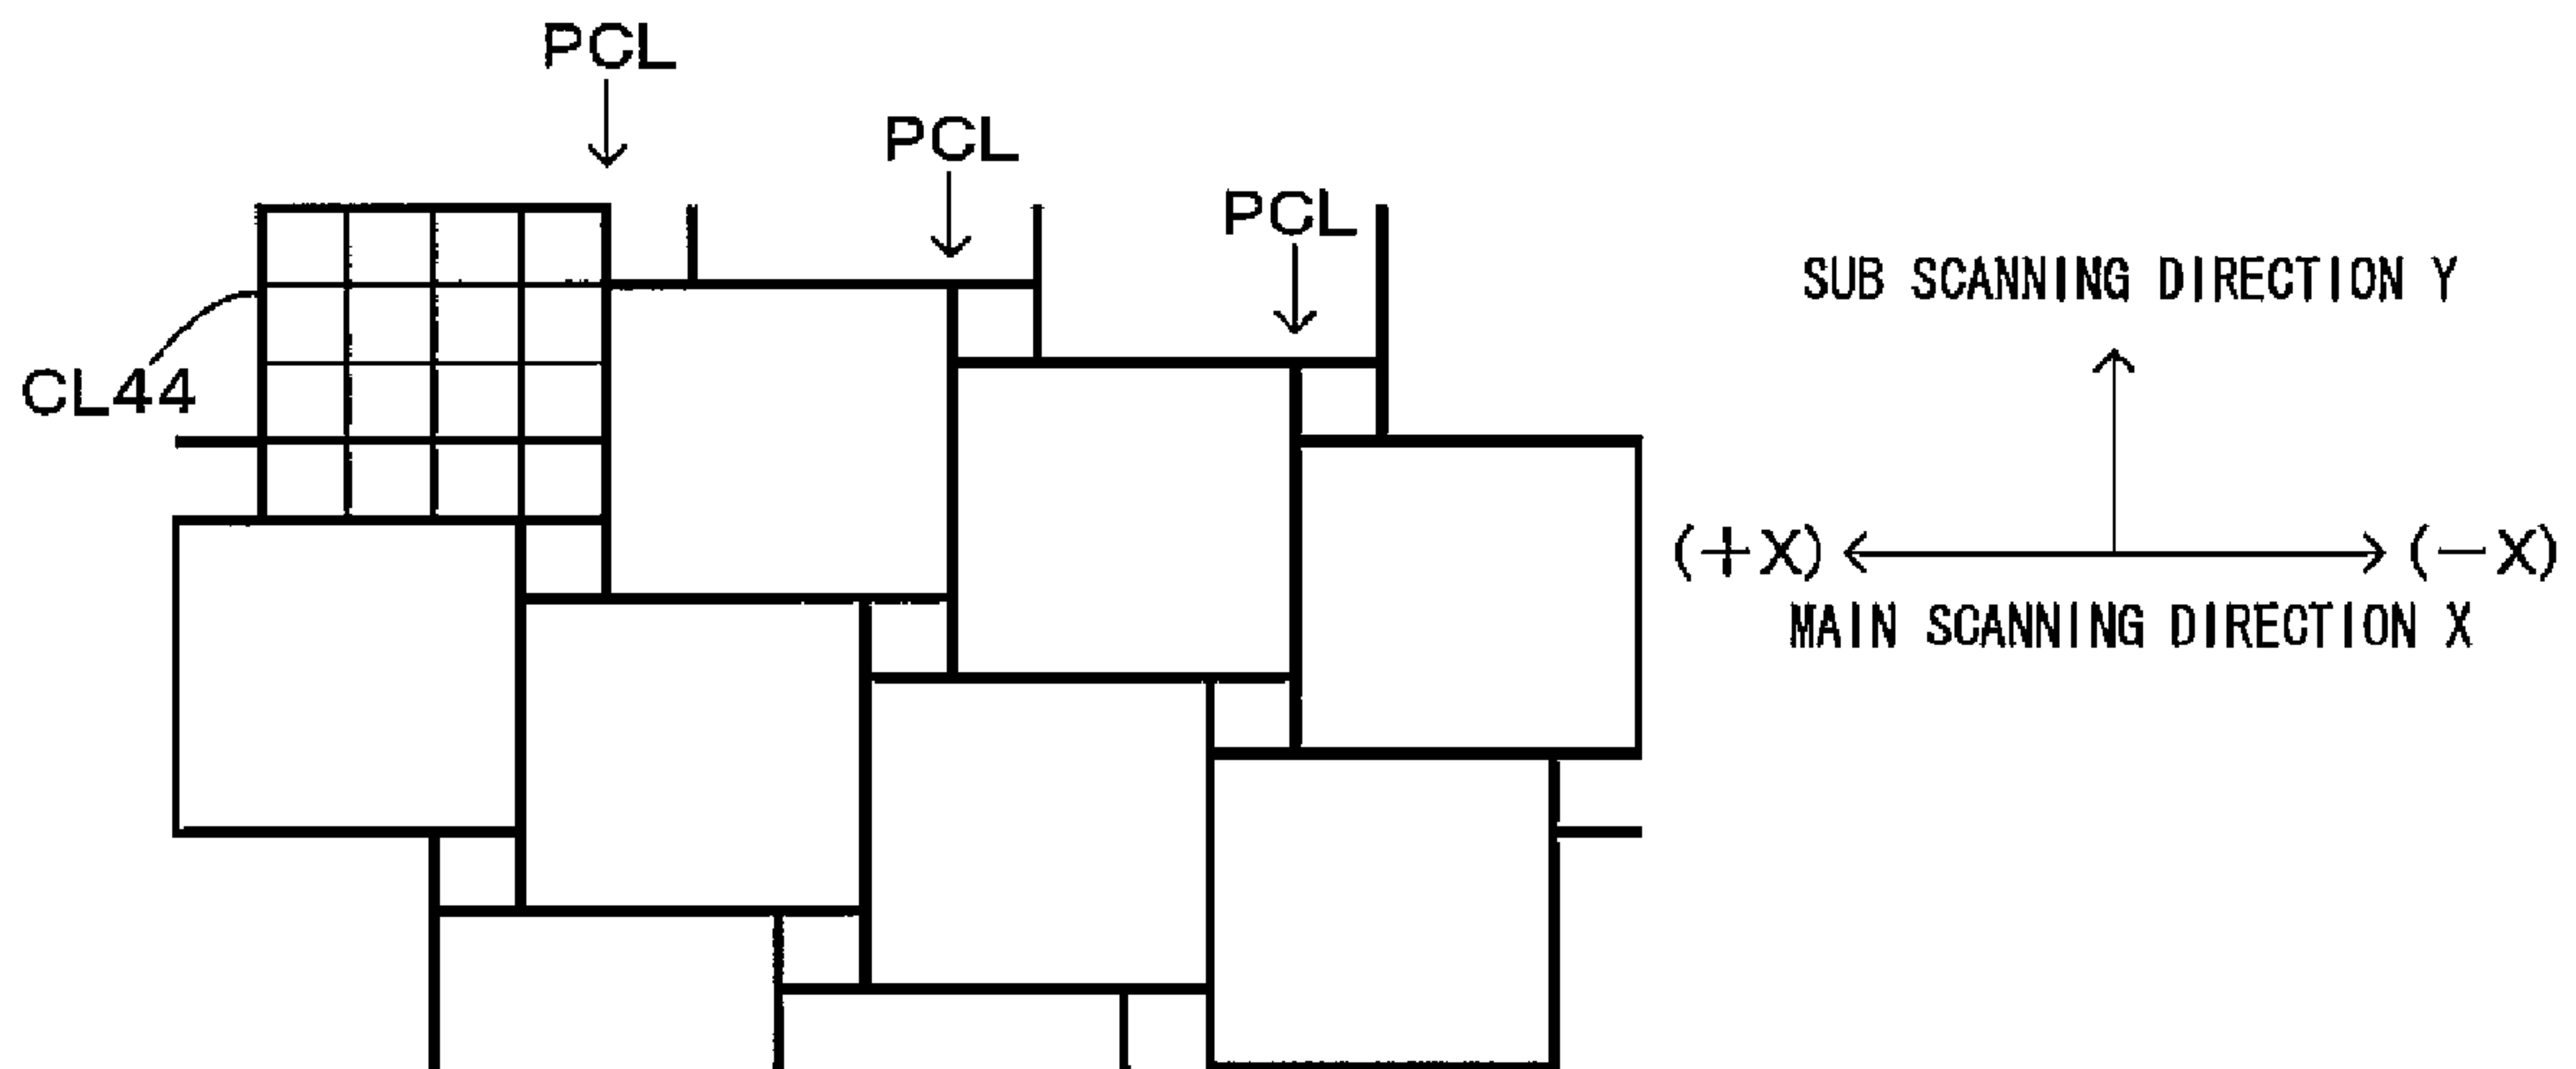 PCL
PCL
PCL
SUB SCANNING DIRECTION Y
CL44
(+X)
(−X)
MAIN SCANNING DIRECTION X